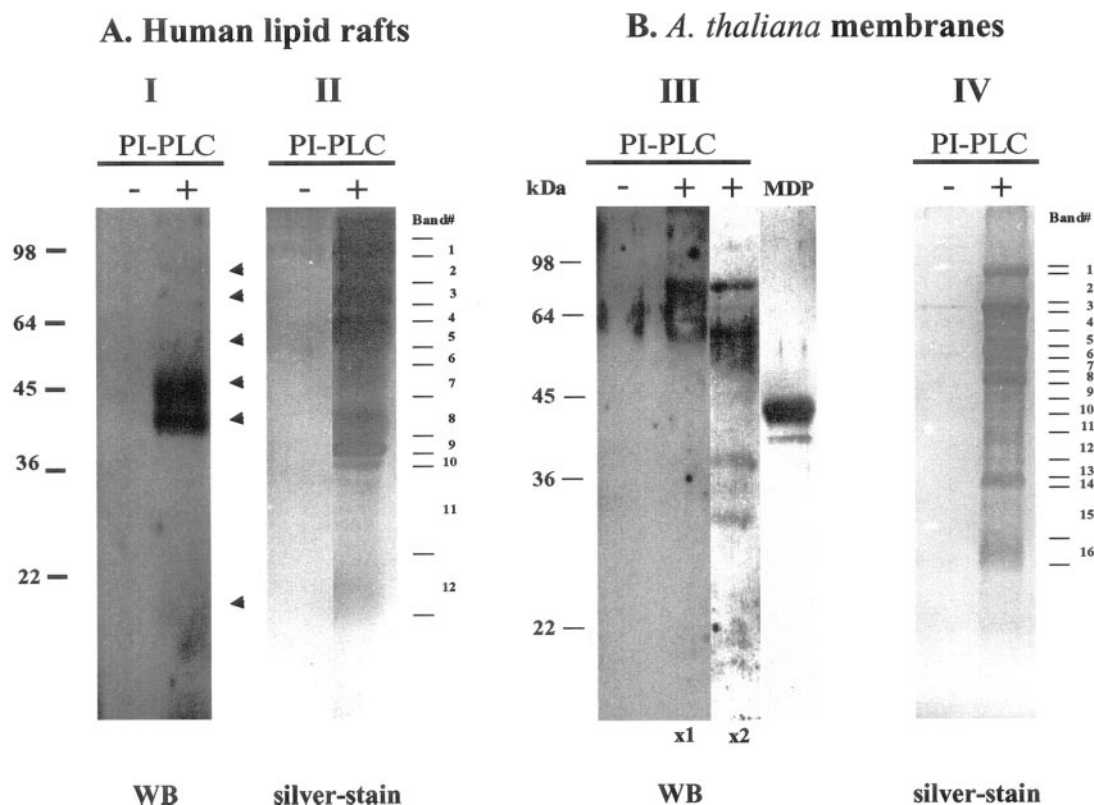 A. Human lipid rafts
B. A. thaliana membranes
I
II
III
IV
PI-PLC
PI-PLC
PI-PLC
PI-PLC
- +
- +
kDa
- + + MDP
- +
Band#
Band#
98
64
45
36
22
1
2
3
4
5
6
7
8
9
10
11
12
98
64
45
36
22
1
2
3
4
5
6
7
8
9
10
11
12
13
14
15
16
x1
x2
WB
silver-stain
WB
silver-stain